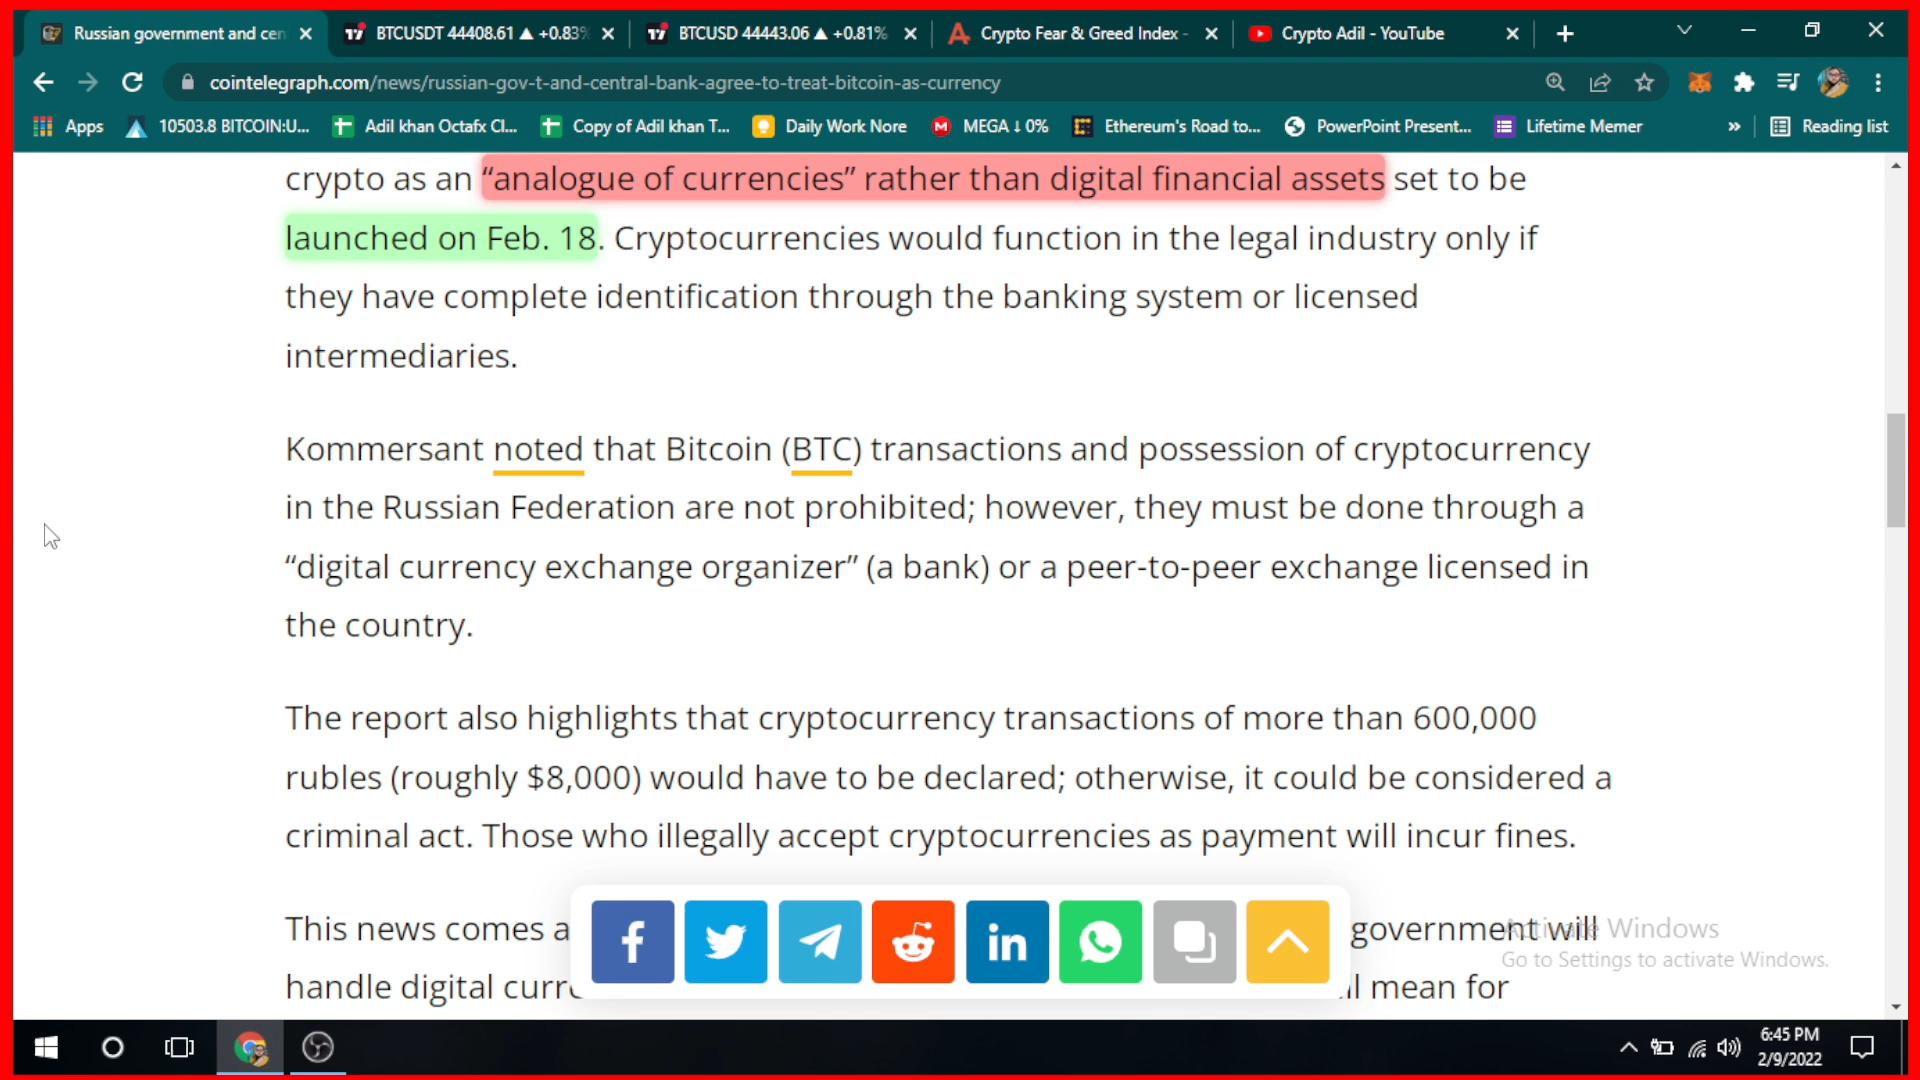 Russian government and cen
BTCUSDT 44408.61 ▲ +0.83%
BTCUSD 44443.06 ▲ +0.81%
Crypto Fear & Greed Index -
Crypto Adil - YouTube
cointelegraph.com/news/russian-gov-t-and-central-bank-agree-to-treat-bitcoin-as-currency
Apps
10503.8 BITCOIN:U...
Adil khan Octafx Cl...
Copy of Adil khan T...
Daily Work Nore
MEGA ↓ 0%
Ethereum's Road to...
PowerPoint Present...
Lifetime Memer
»
Reading list
crypto as an “analogue of currencies” rather than digital financial assets set to be
launched on Feb. 18. Cryptocurrencies would function in the legal industry only if
they have complete identification through the banking system or licensed
intermediaries.
Kommersant noted that Bitcoin (BTC) transactions and possession of cryptocurrency
in the Russian Federation are not prohibited; however, they must be done through a
“digital currency exchange organizer” (a bank) or a peer-to-peer exchange licensed in
the country.
The report also highlights that cryptocurrency transactions of more than 600,000
rubles (roughly $8,000) would have to be declared; otherwise, it could be considered a
criminal act. Those who illegally accept cryptocurrencies as payment will incur fines.
This news comes a government will
Activate Windows
Go to Settings to activate Windows.
handle digital curr mean for
6:45 PM
2/9/2022